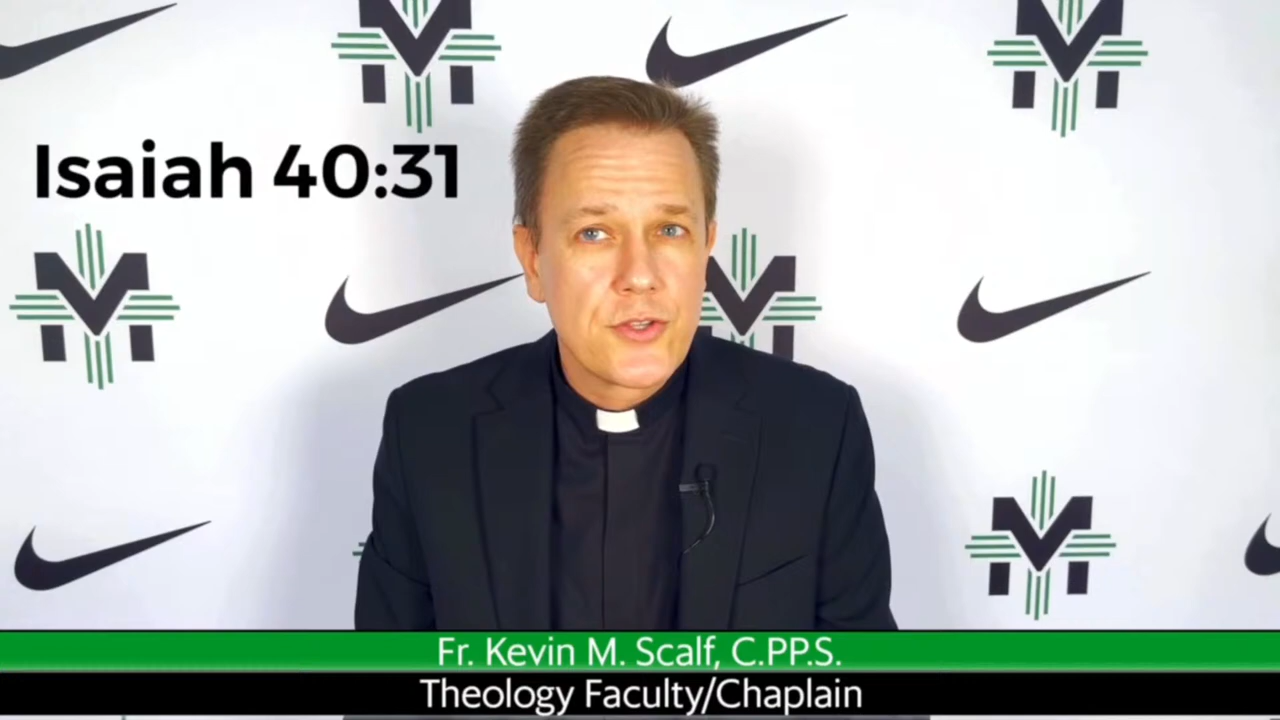 Isaiah 40:31
Fr. Kevin M. Scalf, C.PP.S.
Theology Faculty/Chaplain